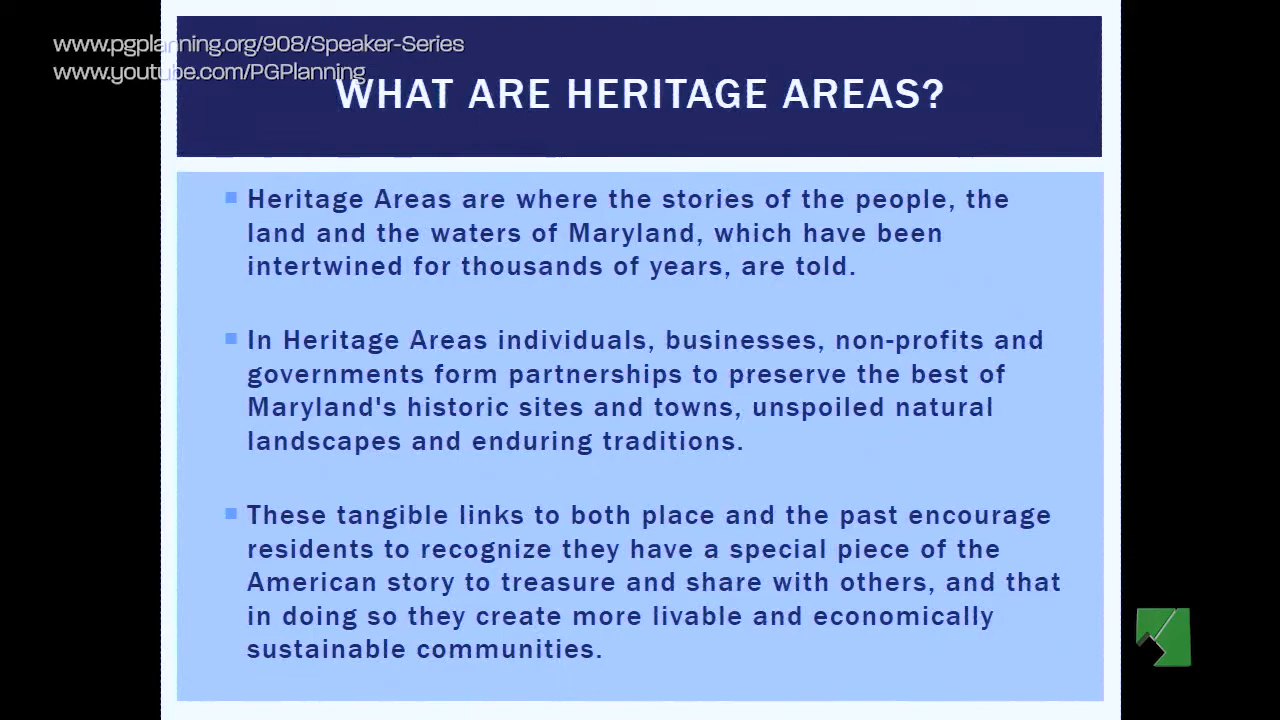 www.pgplanning.org/908/Speaker-Series
www.youtube.com/PGPlanning
WHAT ARE HERITAGE AREAS?
Heritage Areas are where the stories of the people, the
land and the waters of Maryland, which have been
intertwined for thousands of years, are told.
In Heritage Areas individuals, businesses, non-profits and
governments form partnerships to preserve the best of
Maryland's historic sites and towns, unspoiled natural
landscapes and enduring traditions.
These tangible links to both place and the past encourage
residents to recognize they have a special piece of the
American story to treasure and share with others, and that
in doing so they create more livable and economically
sustainable communities.